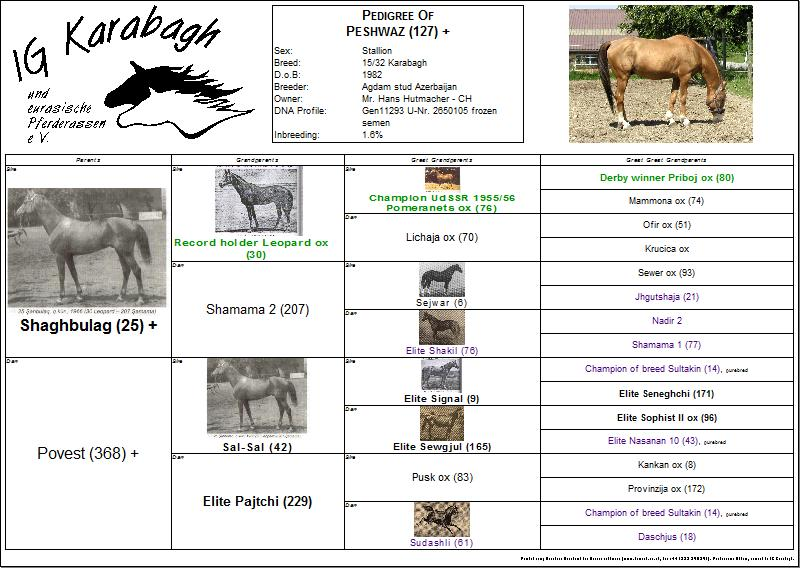 IG Karabagh
und
eurasische
Pferderassen
e V.
PEDIGREE OF
PESHWAZ (127) +
Sex: Stallion
Breed: 15/32 Karabagh
D.o.B: 1982
Breeder: Agdam stud Azerbaijan
Owner: Mr. Hans Hutmacher - CH
DNA Profile: Gen11293 U-Nr. 2650105 frozen
semen
Inbreeding: 1.6%
Parents Grandparents Great Grandparents Great Great Grandparents
Sire
Shaghbulag (25) +
Dam
Povest (368) +
Sire
Record holder Leopard ox
(30)
Dam
Shamama 2 (207)
Sire
Sal-Sal (42)
Dam
Elite Pajtchi (229)
Sire
Champion UdSSR 1955/56
Pomeranets ox (76)
Dam
Lichaja ox (70)
Sire
Sejwar (6)
Dam
Elite Shakil (76)
Sire
Elite Signal (9)
Dam
Elite Sewgjul (165)
Sire
Pusk ox (83)
Dam
Sudashli (61)
Derby winner Priboj ox (80)
Mammona ox (74)
Ofir ox (51)
Krucica ox
Sewer ox (93)
Jhgutshaja (21)
Nadir 2
Shamama 1 (77)
Champion of breed Sultakin (14), purebred
Elite Seneghchi (171)
Elite Sophist II ox (96)
Elite Nasanan 10 (43), purebred
Kankan ox (8)
Provinzija ox (172)
Champion of breed Sultakin (14), purebred
Daschjus (18)